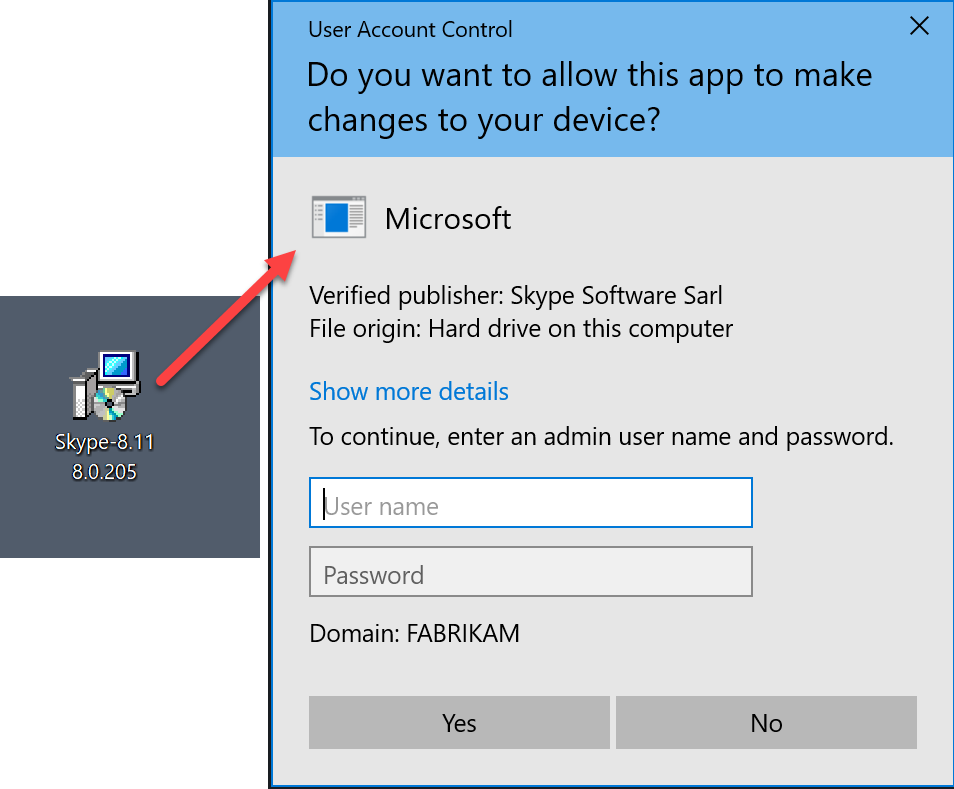 User Account Control
Do you want to allow this app to make
changes to your device?
Microsoft
Verified publisher: Skype Software Sarl
File origin: Hard drive on this computer
Show more details
To continue, enter an admin user name and password.
User name
Password
Domain: FABRIKAM
Yes
No
Skype-8.11
8.0.205